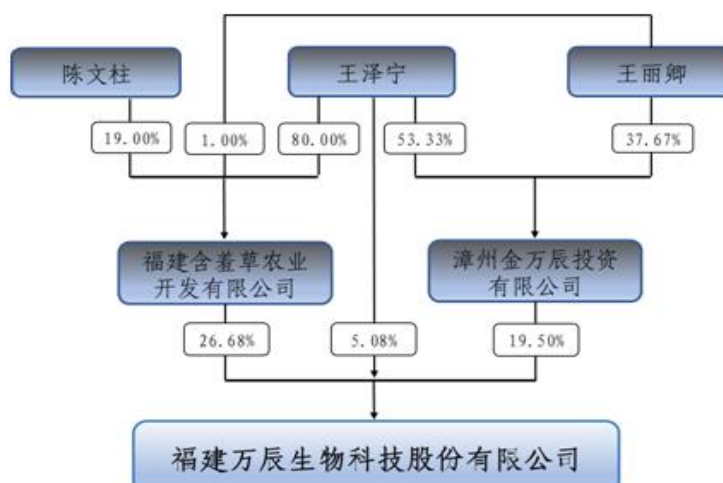 陈文柱
王泽宁
王丽卿
19.00%
1.00%
80.00%
53.33%
37.67%
福建含羞草农业
开发有限公司
漳州金万辰投资
有限公司
26.68%
5.08%
19.50%
福建万辰生物科技股份有限公司